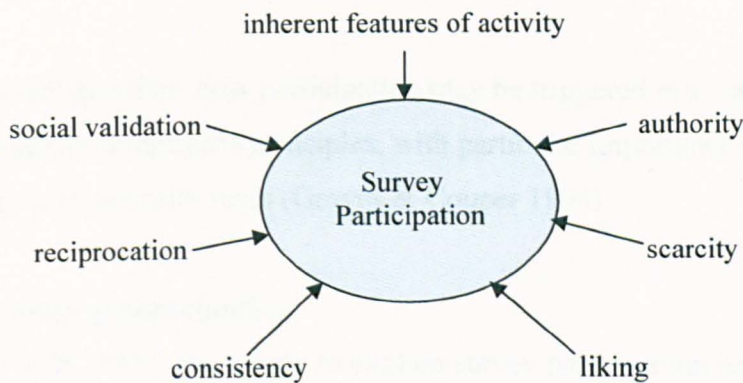 inherent features of activity
social validation
authority
Survey
Participation
reciprocation
scarcity
consistency
liking